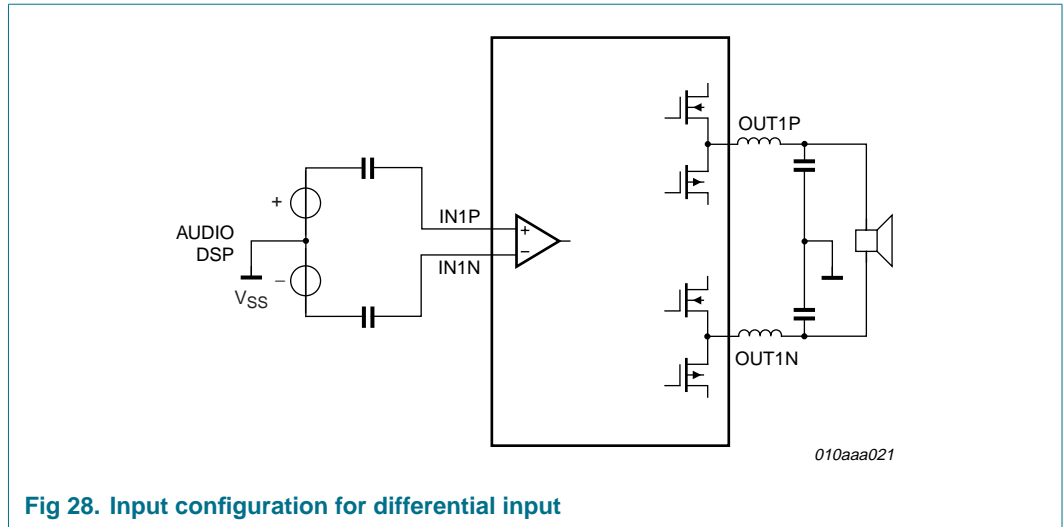 OUT1P
+
IN1P
+
AUDIO
DSP
IN1N
−
−
VSS
OUT1N
010aaa021
Fig 28. Input configuration for differential input